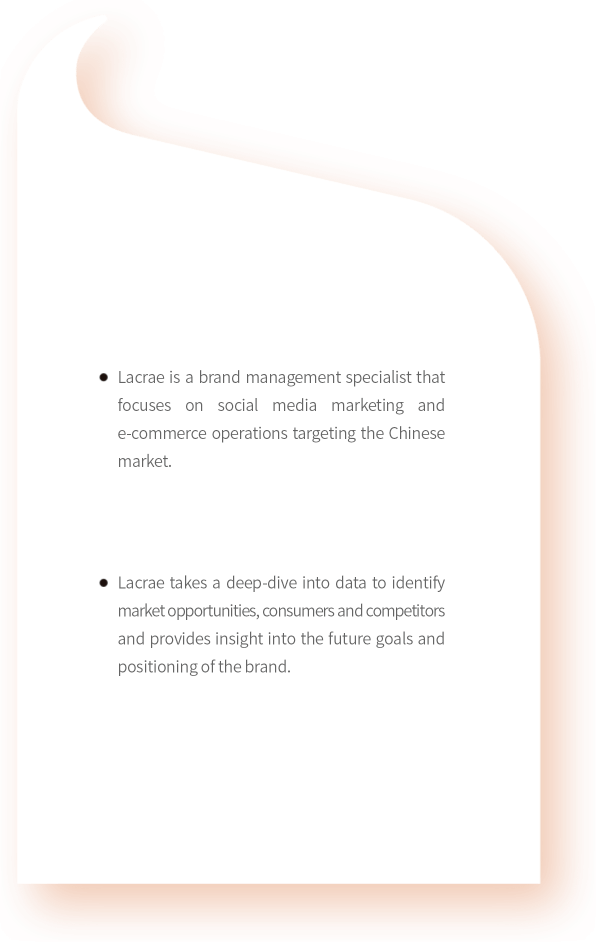 ● Lacrae is a brand management specialist that
focuses on social media marketing and
e-commerce operations targeting the Chinese
market.
● Lacrae takes a deep-dive into data to identify
market opportunities, consumers and competitors
and provides insight into the future goals and
positioning of the brand.